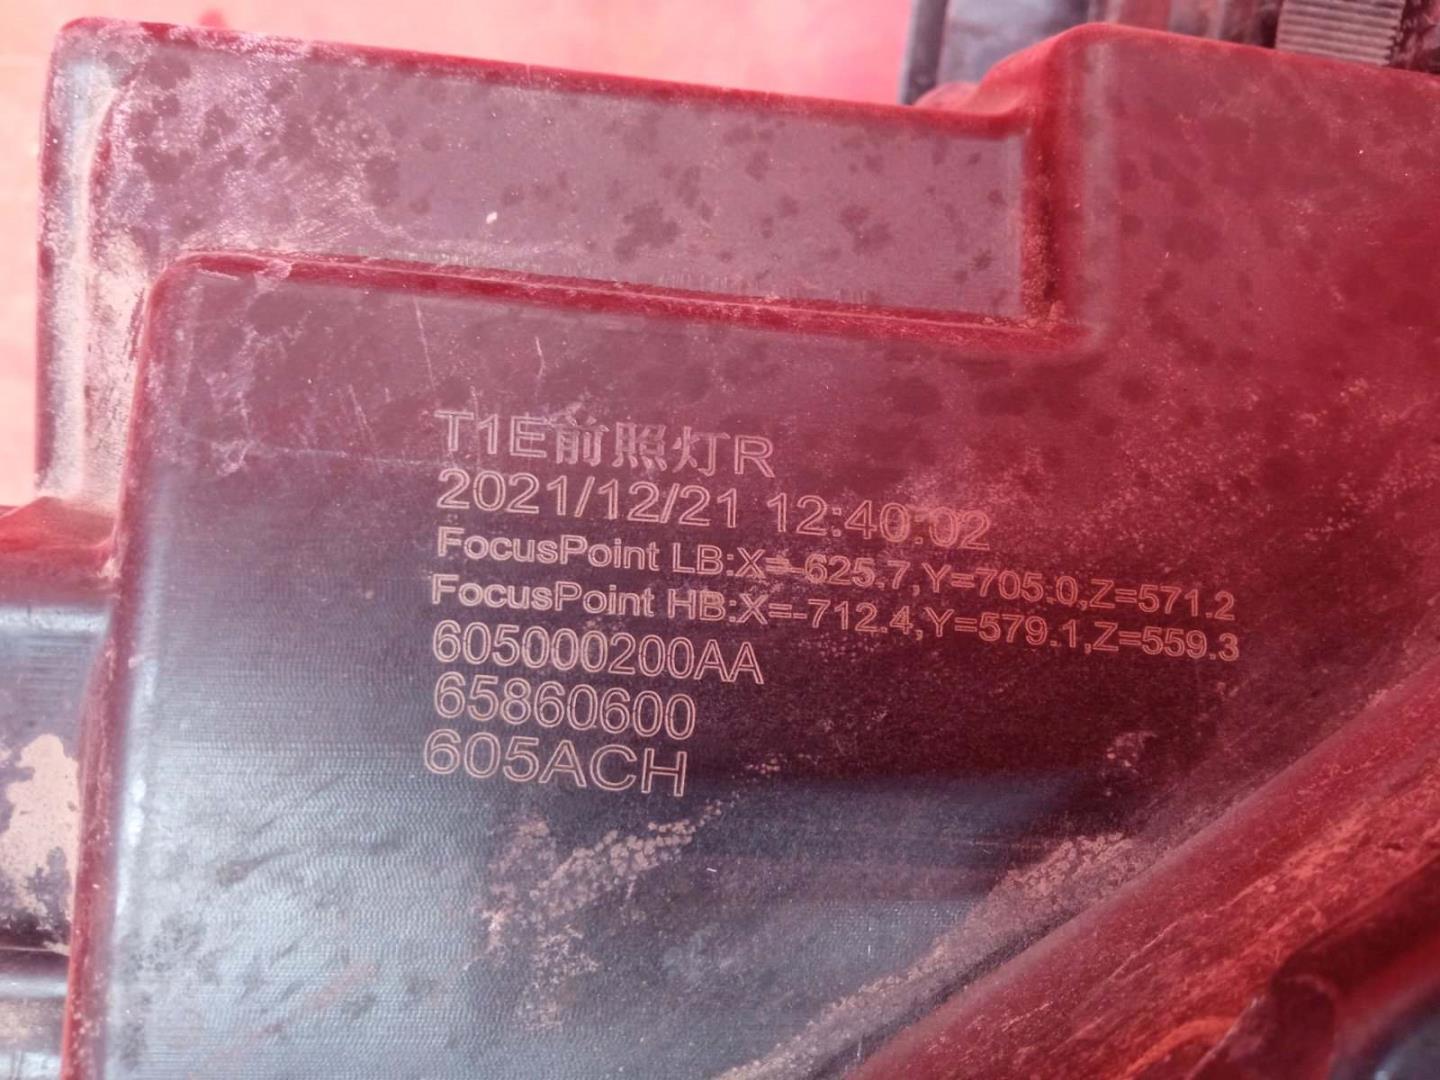 T1E前照灯R
2021/12/21 12:40:02
FocusPoint LB:X=-625.7,Y=705.0,Z=571.2
FocusPoint HB:X=-712.4,Y=579.1,Z=559.3
605000200AA
65860600
605ACH